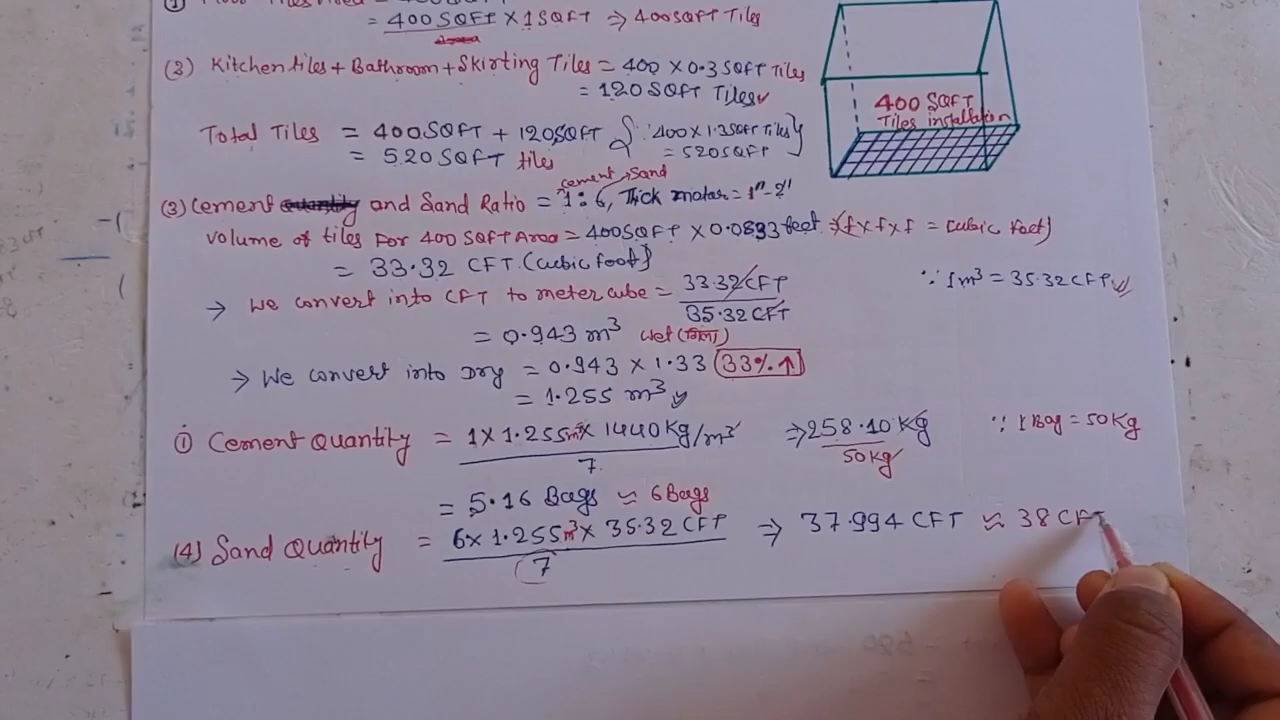 = 400 SQFT × 1 SQFT ⇒ 400 SQFT Tiles
(2) Kitchen tiles + Bathroom + Skirting Tiles = 400 × 0.3 SQFT Tiles
= 120 SQFT Tiles ✓
Total Tiles = 400 SQFT + 120 SQFT { ∵ 400 × 1.3 SQFT Tiles }
= 520 SQFT tiles = 520 SQFT
400 SQFT
Tiles installation
cement → Sand
(3) Cement and Sand Ratio = 1:6, Thick motar = 1"-2"
Volume of tiles For 400 SQFT Area = 400 SQFT × 0.0833 feet ⇒ (f × f × f = Cubic foot)
= 33.32 CFT. (Cubic foot)
→ We convert into CFT to meter cube = 33.32 CFT / 35.32 CFT ∵ 1m³ = 35.32 CFT
= 0.943 m³ wet (गिला)
→ We convert into Dry = 0.943 × 1.33 33% ↑
= 1.255 m³
(i) Cement Quantity = 1 × 1.255m³ × 1440 Kg/m³ / 7 ⇒ 258.10 Kg / 50 Kg ∵ 1 Bag = 50 Kg
= 5.16 Bags ≈ 6 Bags
(4) Sand Quantity = 6 × 1.255m³ × 35.32 CFT / 7 ⇒ 37.994 CFT ≈ 38 CFT